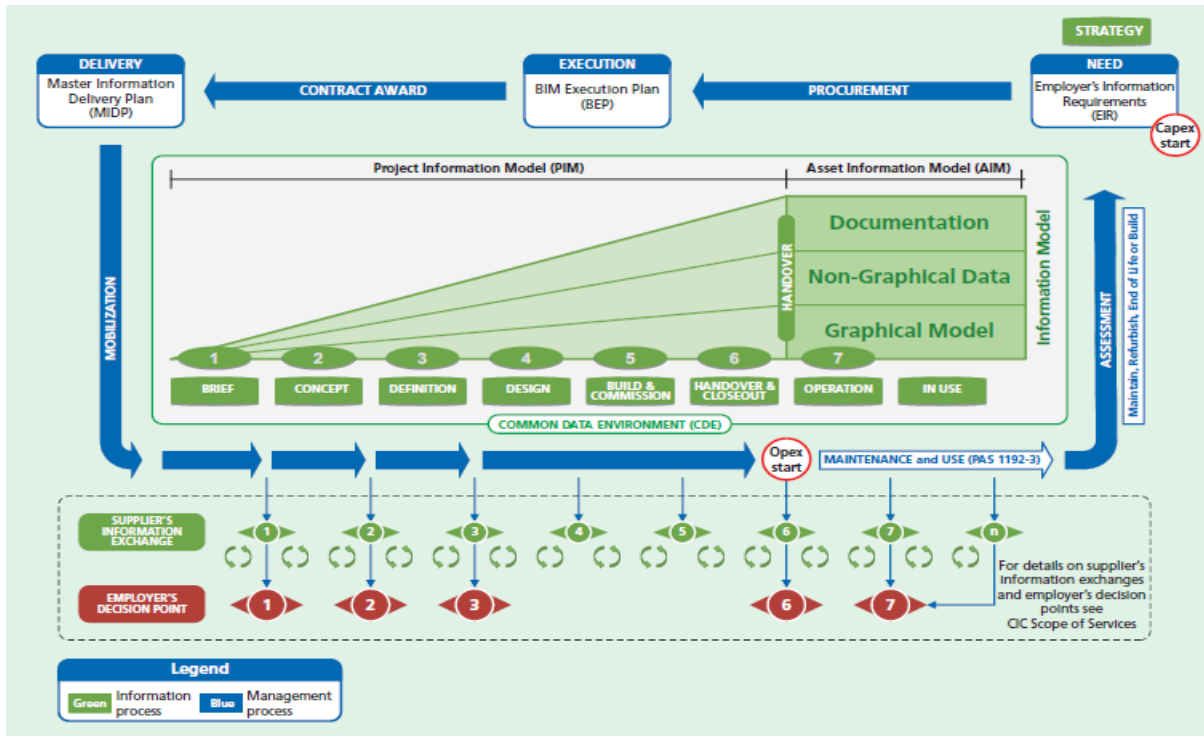 STRATEGY
DELIVERY
Master Information
Delivery Plan
(MIDP)
CONTRACT AWARD
EXECUTION
BIM Execution Plan
(BEP)
PROCUREMENT
NEED
Employer's Information
Requirements
(EIR)
Capex
start
Project Information Model (PIM)
Asset Information Model (AIM)
Documentation
Non-Graphical Data
Graphical Model
HANDOVER
Information Model
MOBILIZATION
ASSESSMENT
Maintain, Refurbish, End of Life or Build
1
2
3
4
5
6
7
BRIEF
CONCEPT
DEFINITION
DESIGN
BUILD &
COMMISSION
HANDOVER &
CLOSEOUT
OPERATION
IN USE
COMMON DATA ENVIRONMENT (CDE)
Opex
start
MAINTENANCE and USE (PAS 1192-3)
SUPPLIER'S
INFORMATION
EXCHANGE
1
2
3
4
5
6
7
n
EMPLOYER'S
DECISION POINT
1
2
3
6
7
For details on supplier's
information exchanges
and employer's decision
points see
CIC Scope of Services
Legend
Green
Information
process
Blue
Management
process